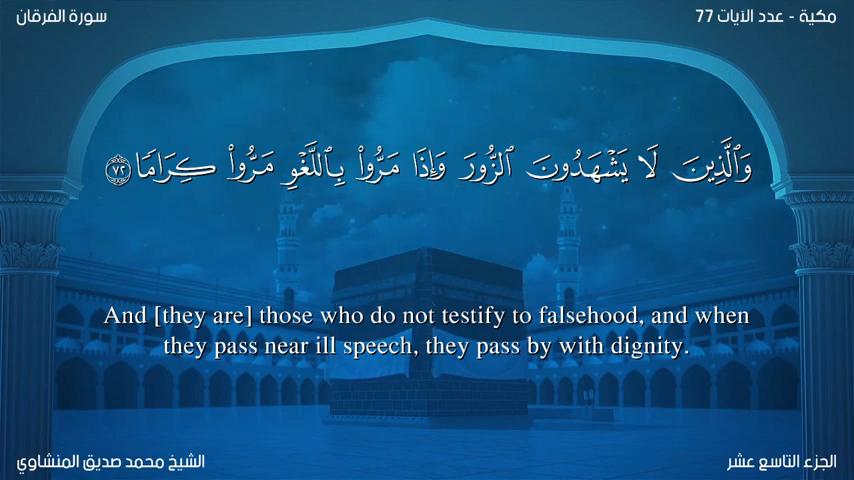 مكية - عدد الآيات 77
سورة الفرقان
وَٱلَّذِينَ لَا يَشْهَدُونَ ٱلزُّورَ وَإِذَا مَرُّوا۟ بِٱللَّغْوِ مَرُّوا۟ كِرَامًا ٧٢
And [they are] those who do not testify to falsehood, and when
they pass near ill speech, they pass by with dignity.
الجزء التاسع عشر
الشيخ محمد صديق المنشاوي